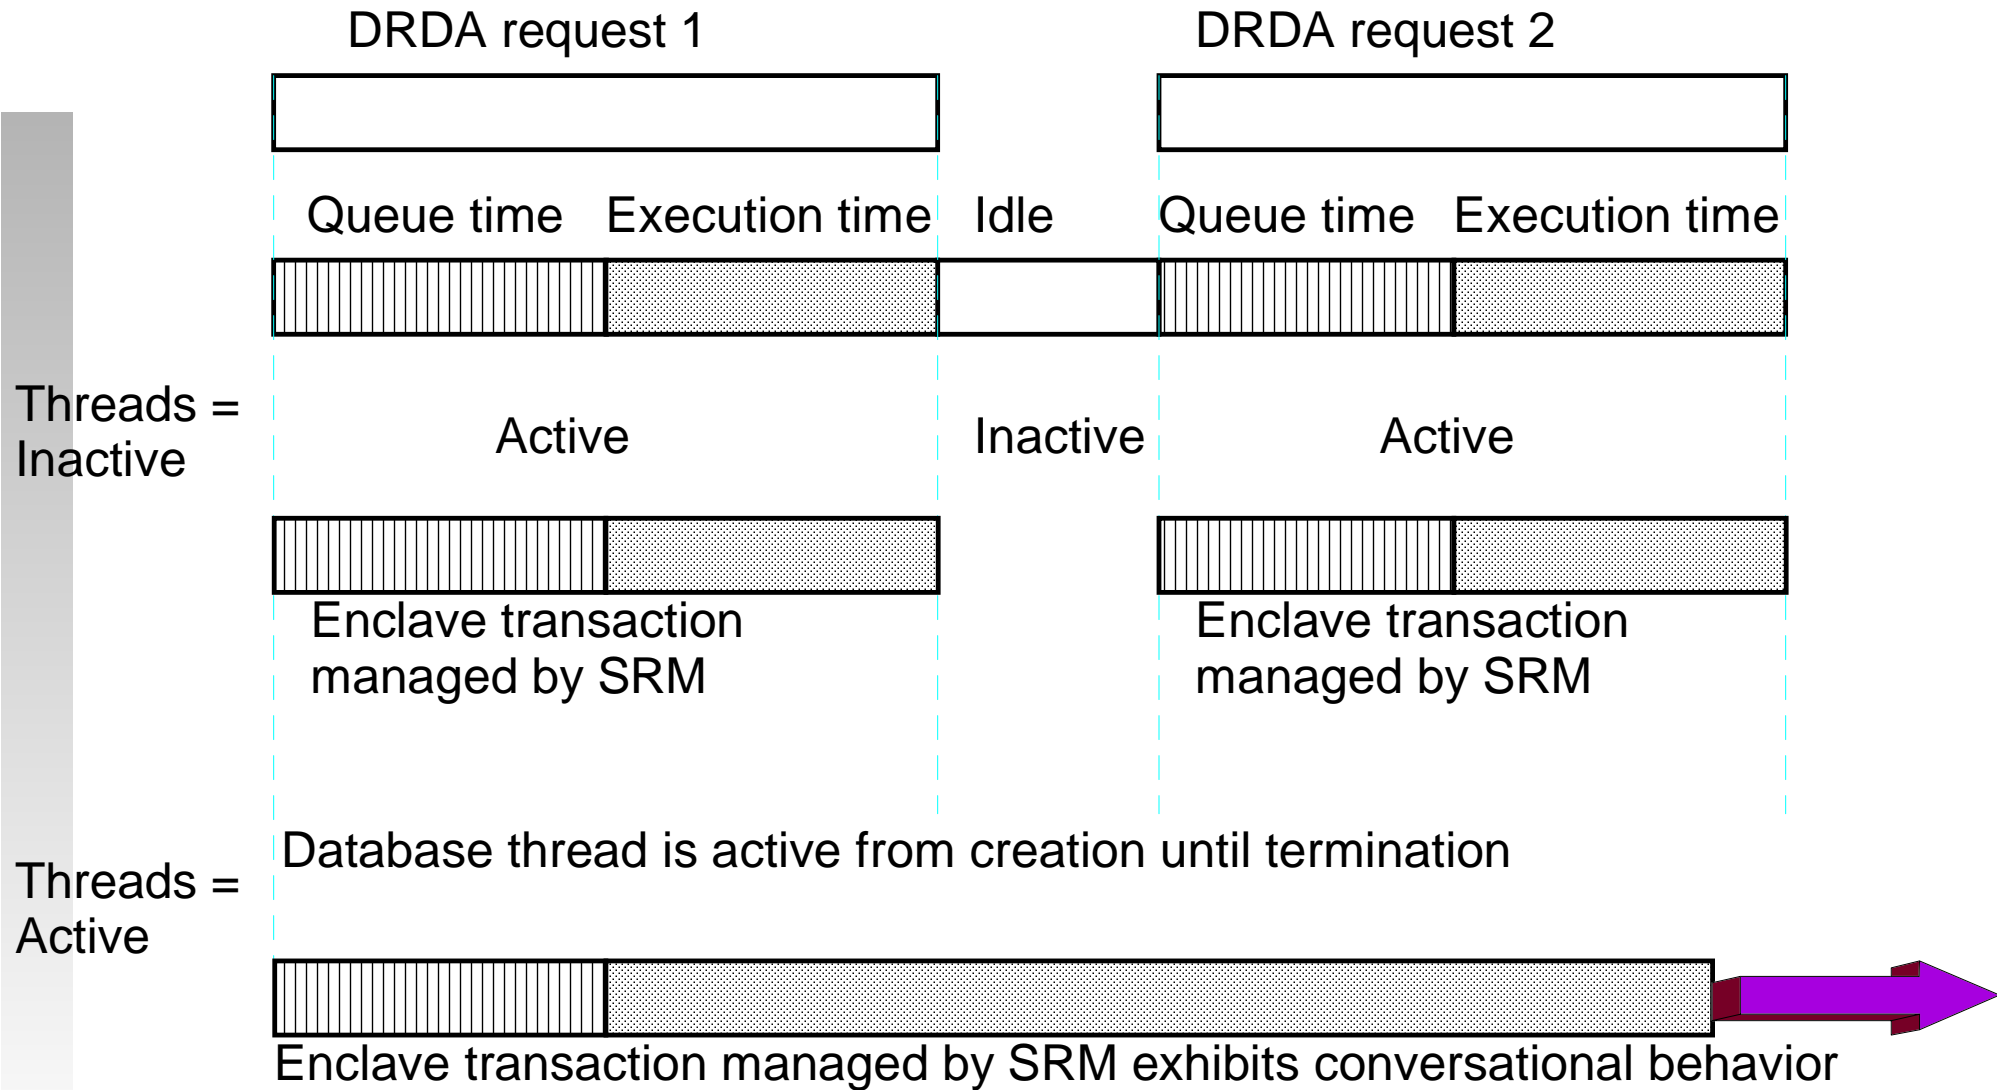 DRDA request 1
DRDA request 2
Queue time
Execution time
Idle
Queue time
Execution time
Threads =
Inactive
Active
Inactive
Active
Enclave transaction
managed by SRM
Enclave transaction
managed by SRM
Threads =
Active
Database thread is active from creation until termination
Enclave transaction managed by SRM exhibits conversational behavior